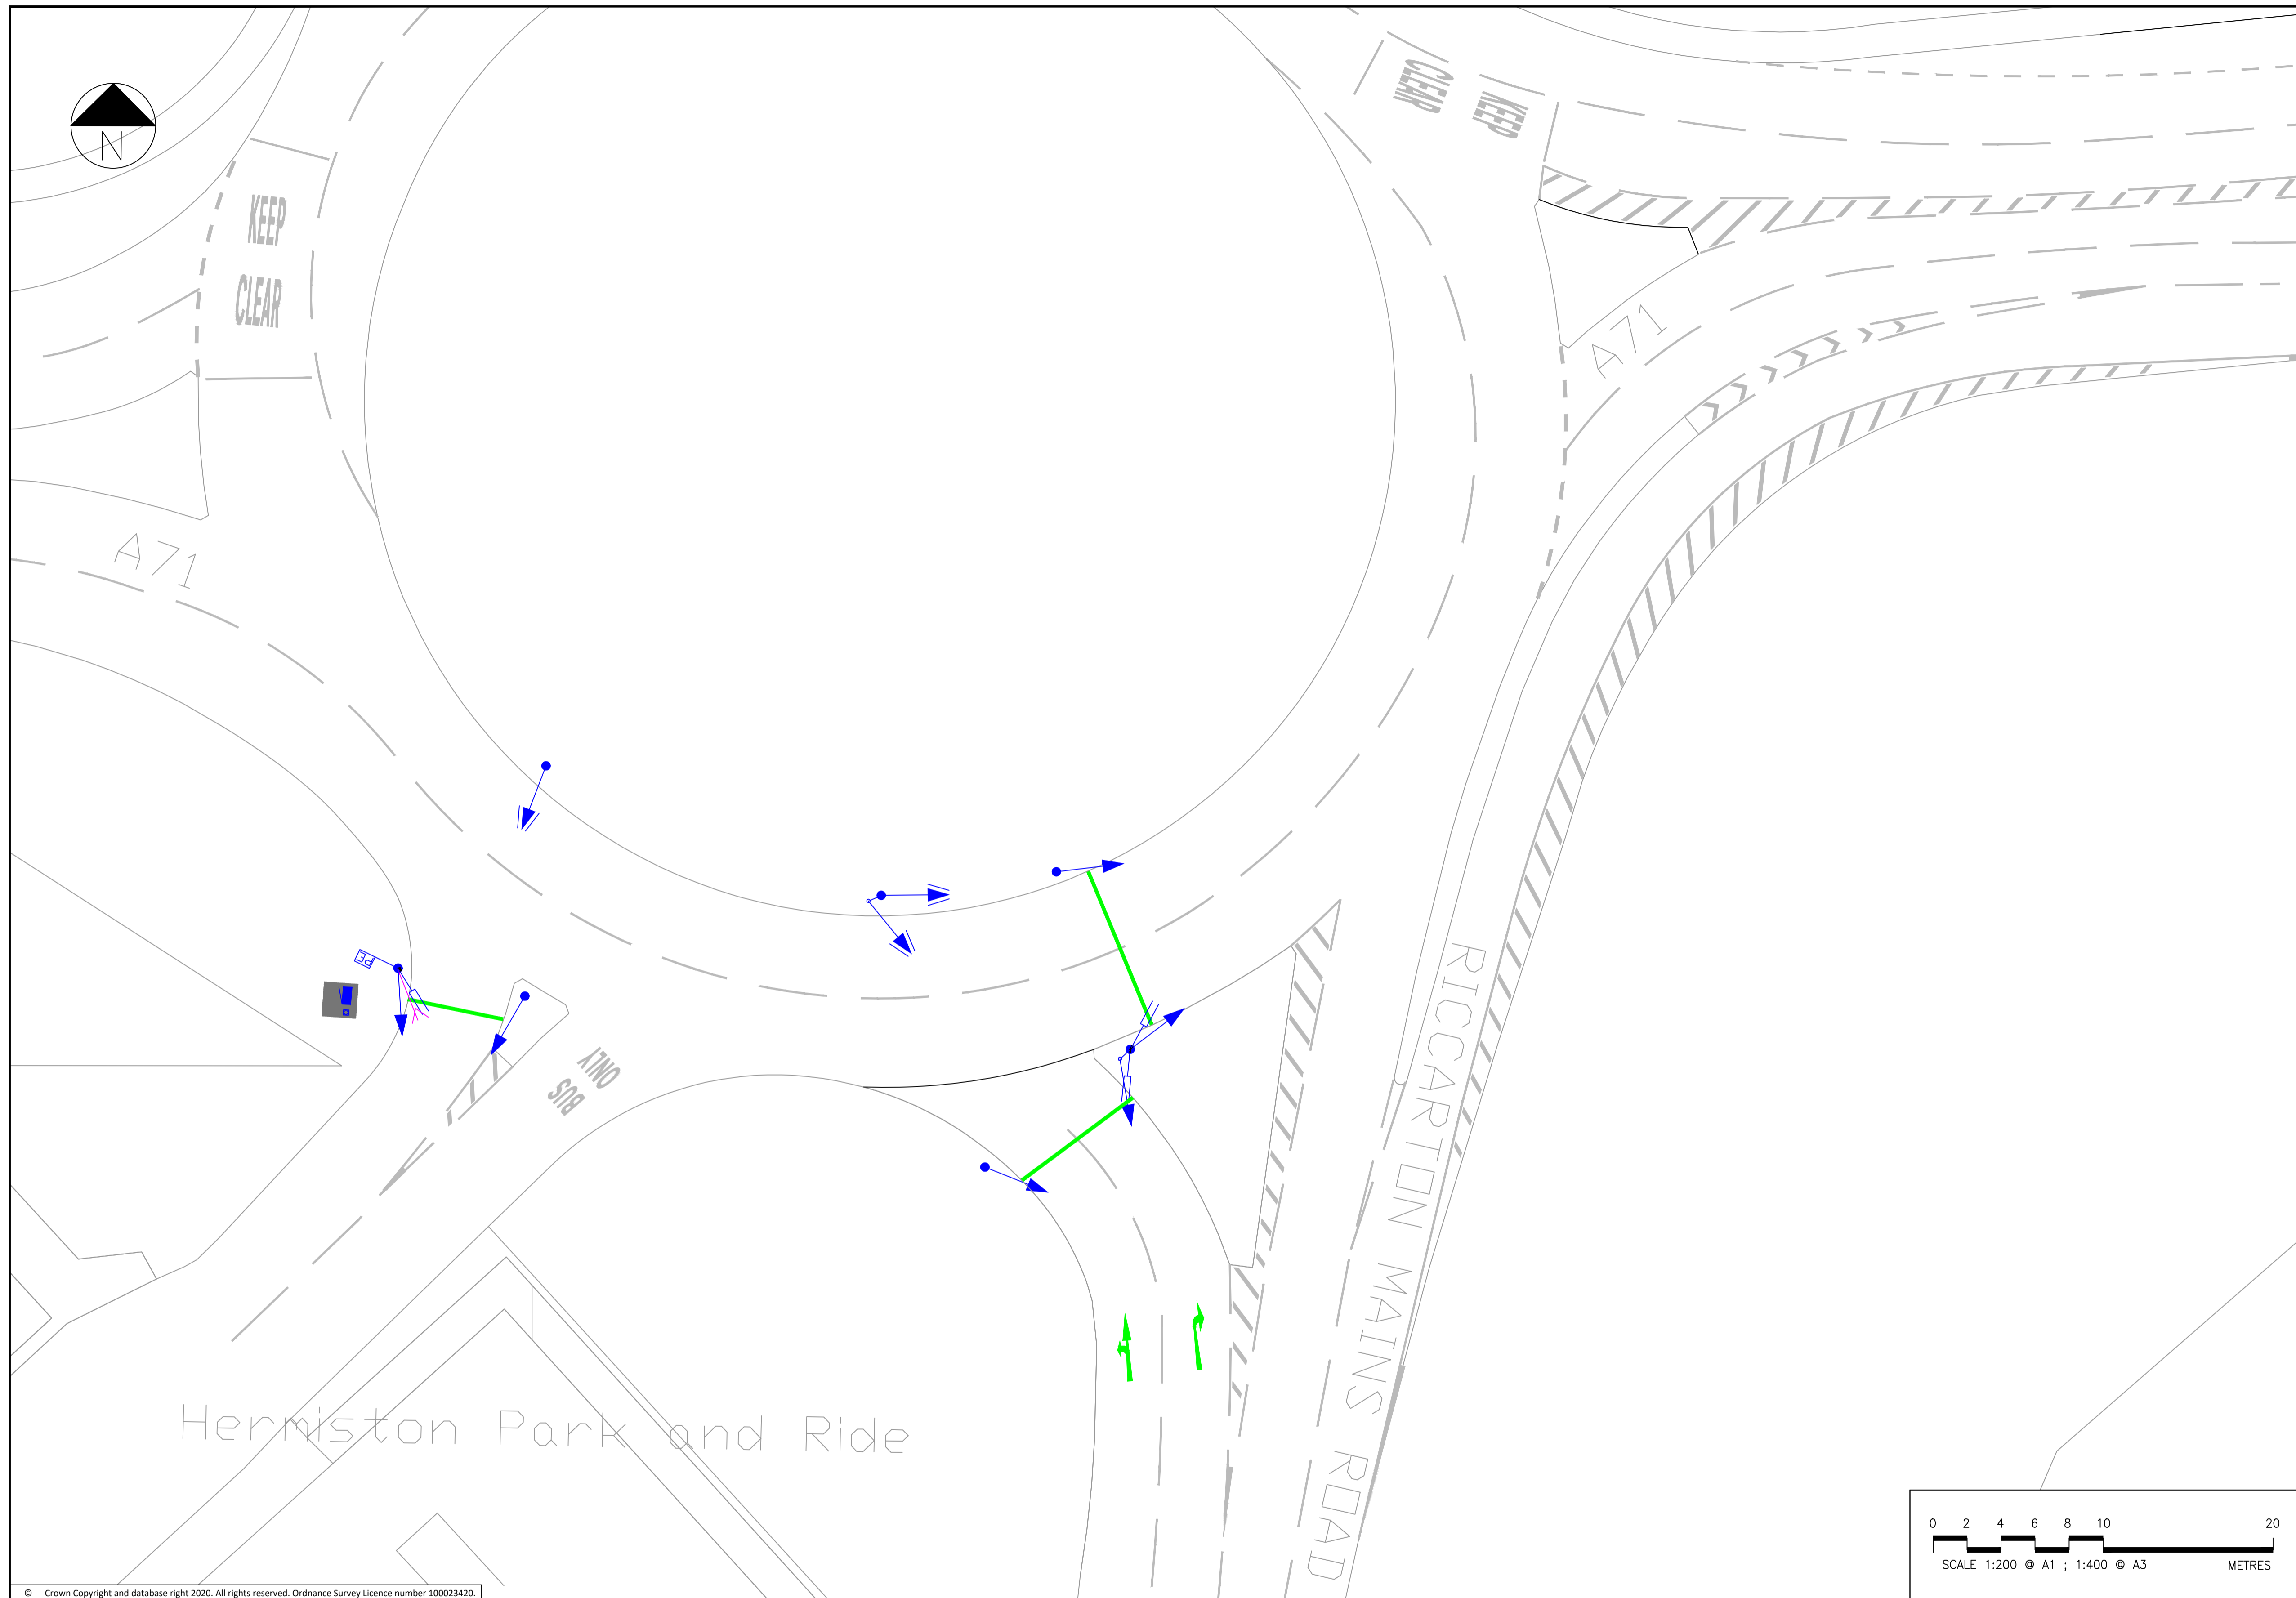 CLEAR
KEEP
N
KEEP
CLEAR
A71
A71
PE
BUS
ONLY
RICCARTON MAINS ROAD
Hermiston Park and Ride
0 2 4 6 8 10 20
SCALE 1:200 @ A1 ; 1:400 @ A3 METRES
© Crown Copyright and database right 2020. All rights reserved. Ordnance Survey Licence number 100023420.